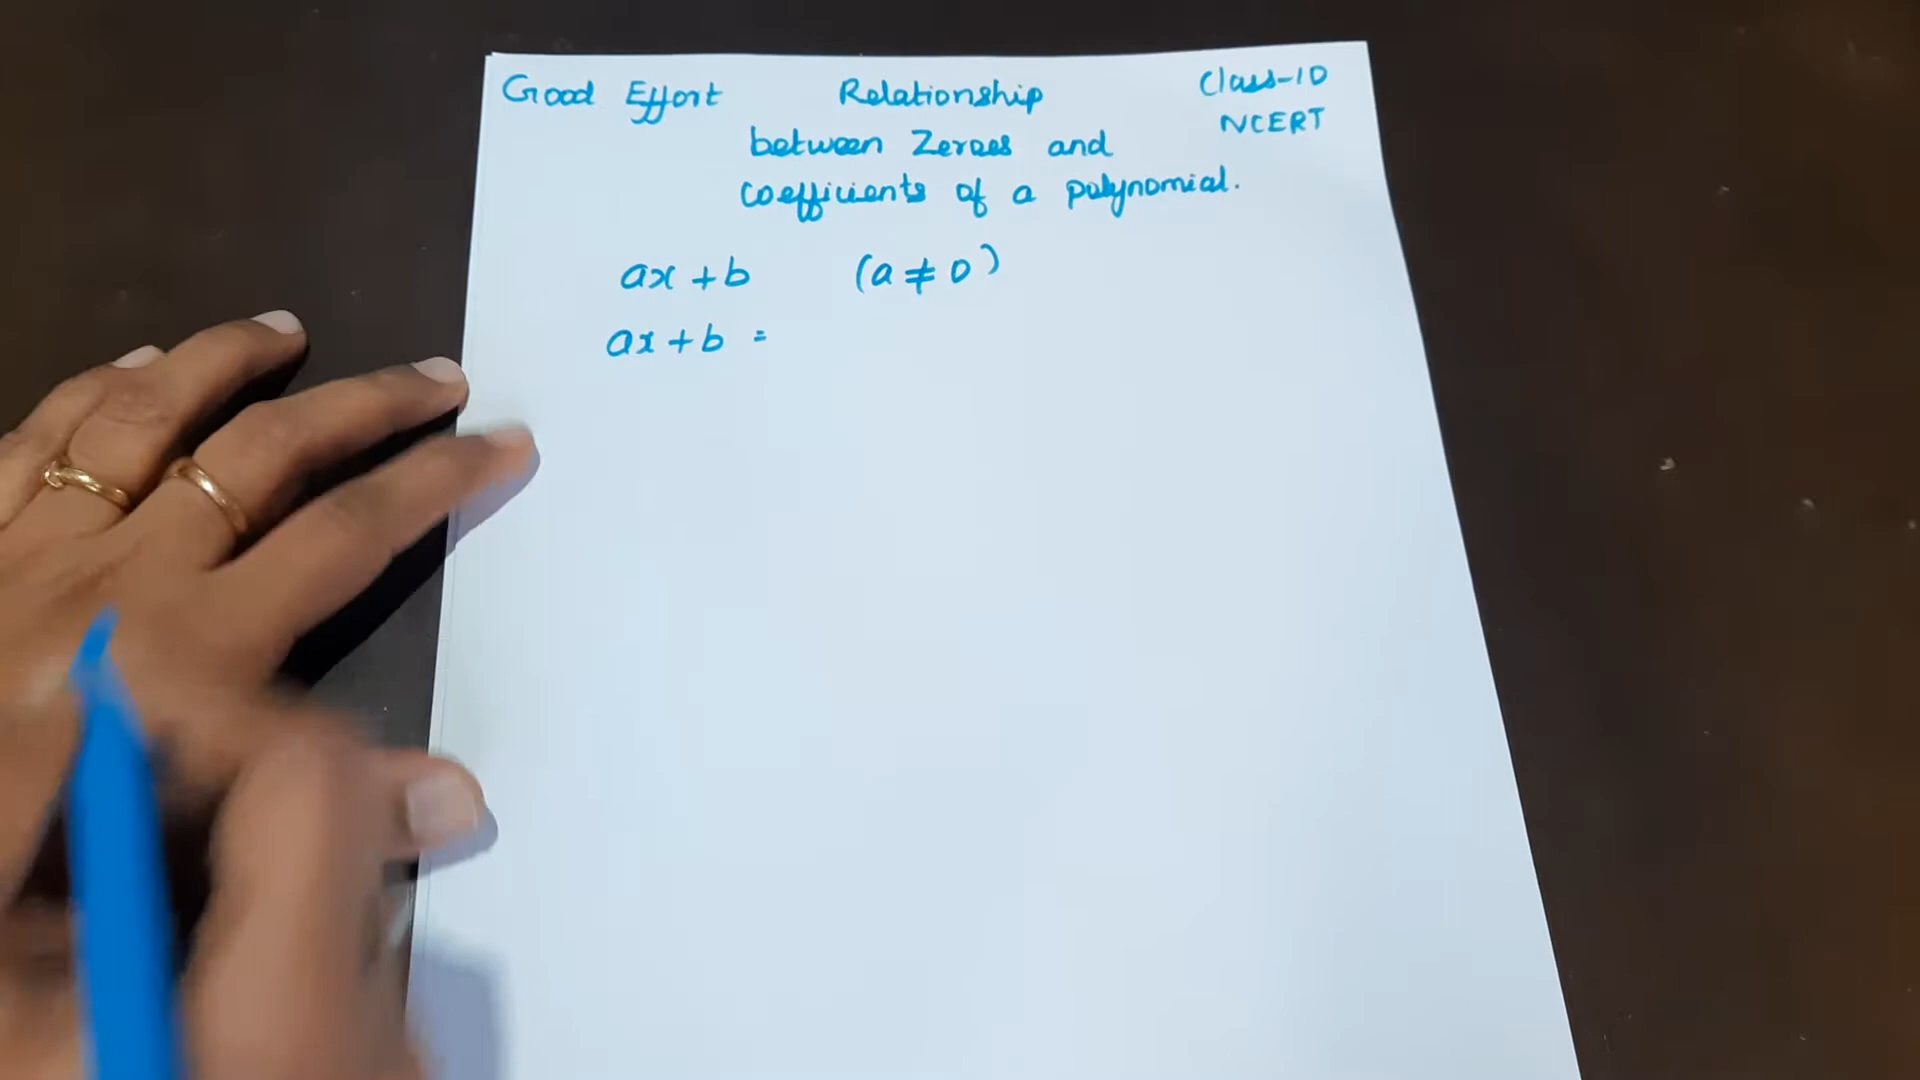 Good Effort Relationship Class-10
NCERT
between Zeroes and
coefficients of a polynomial.
ax + b (a ≠ 0)
ax + b =